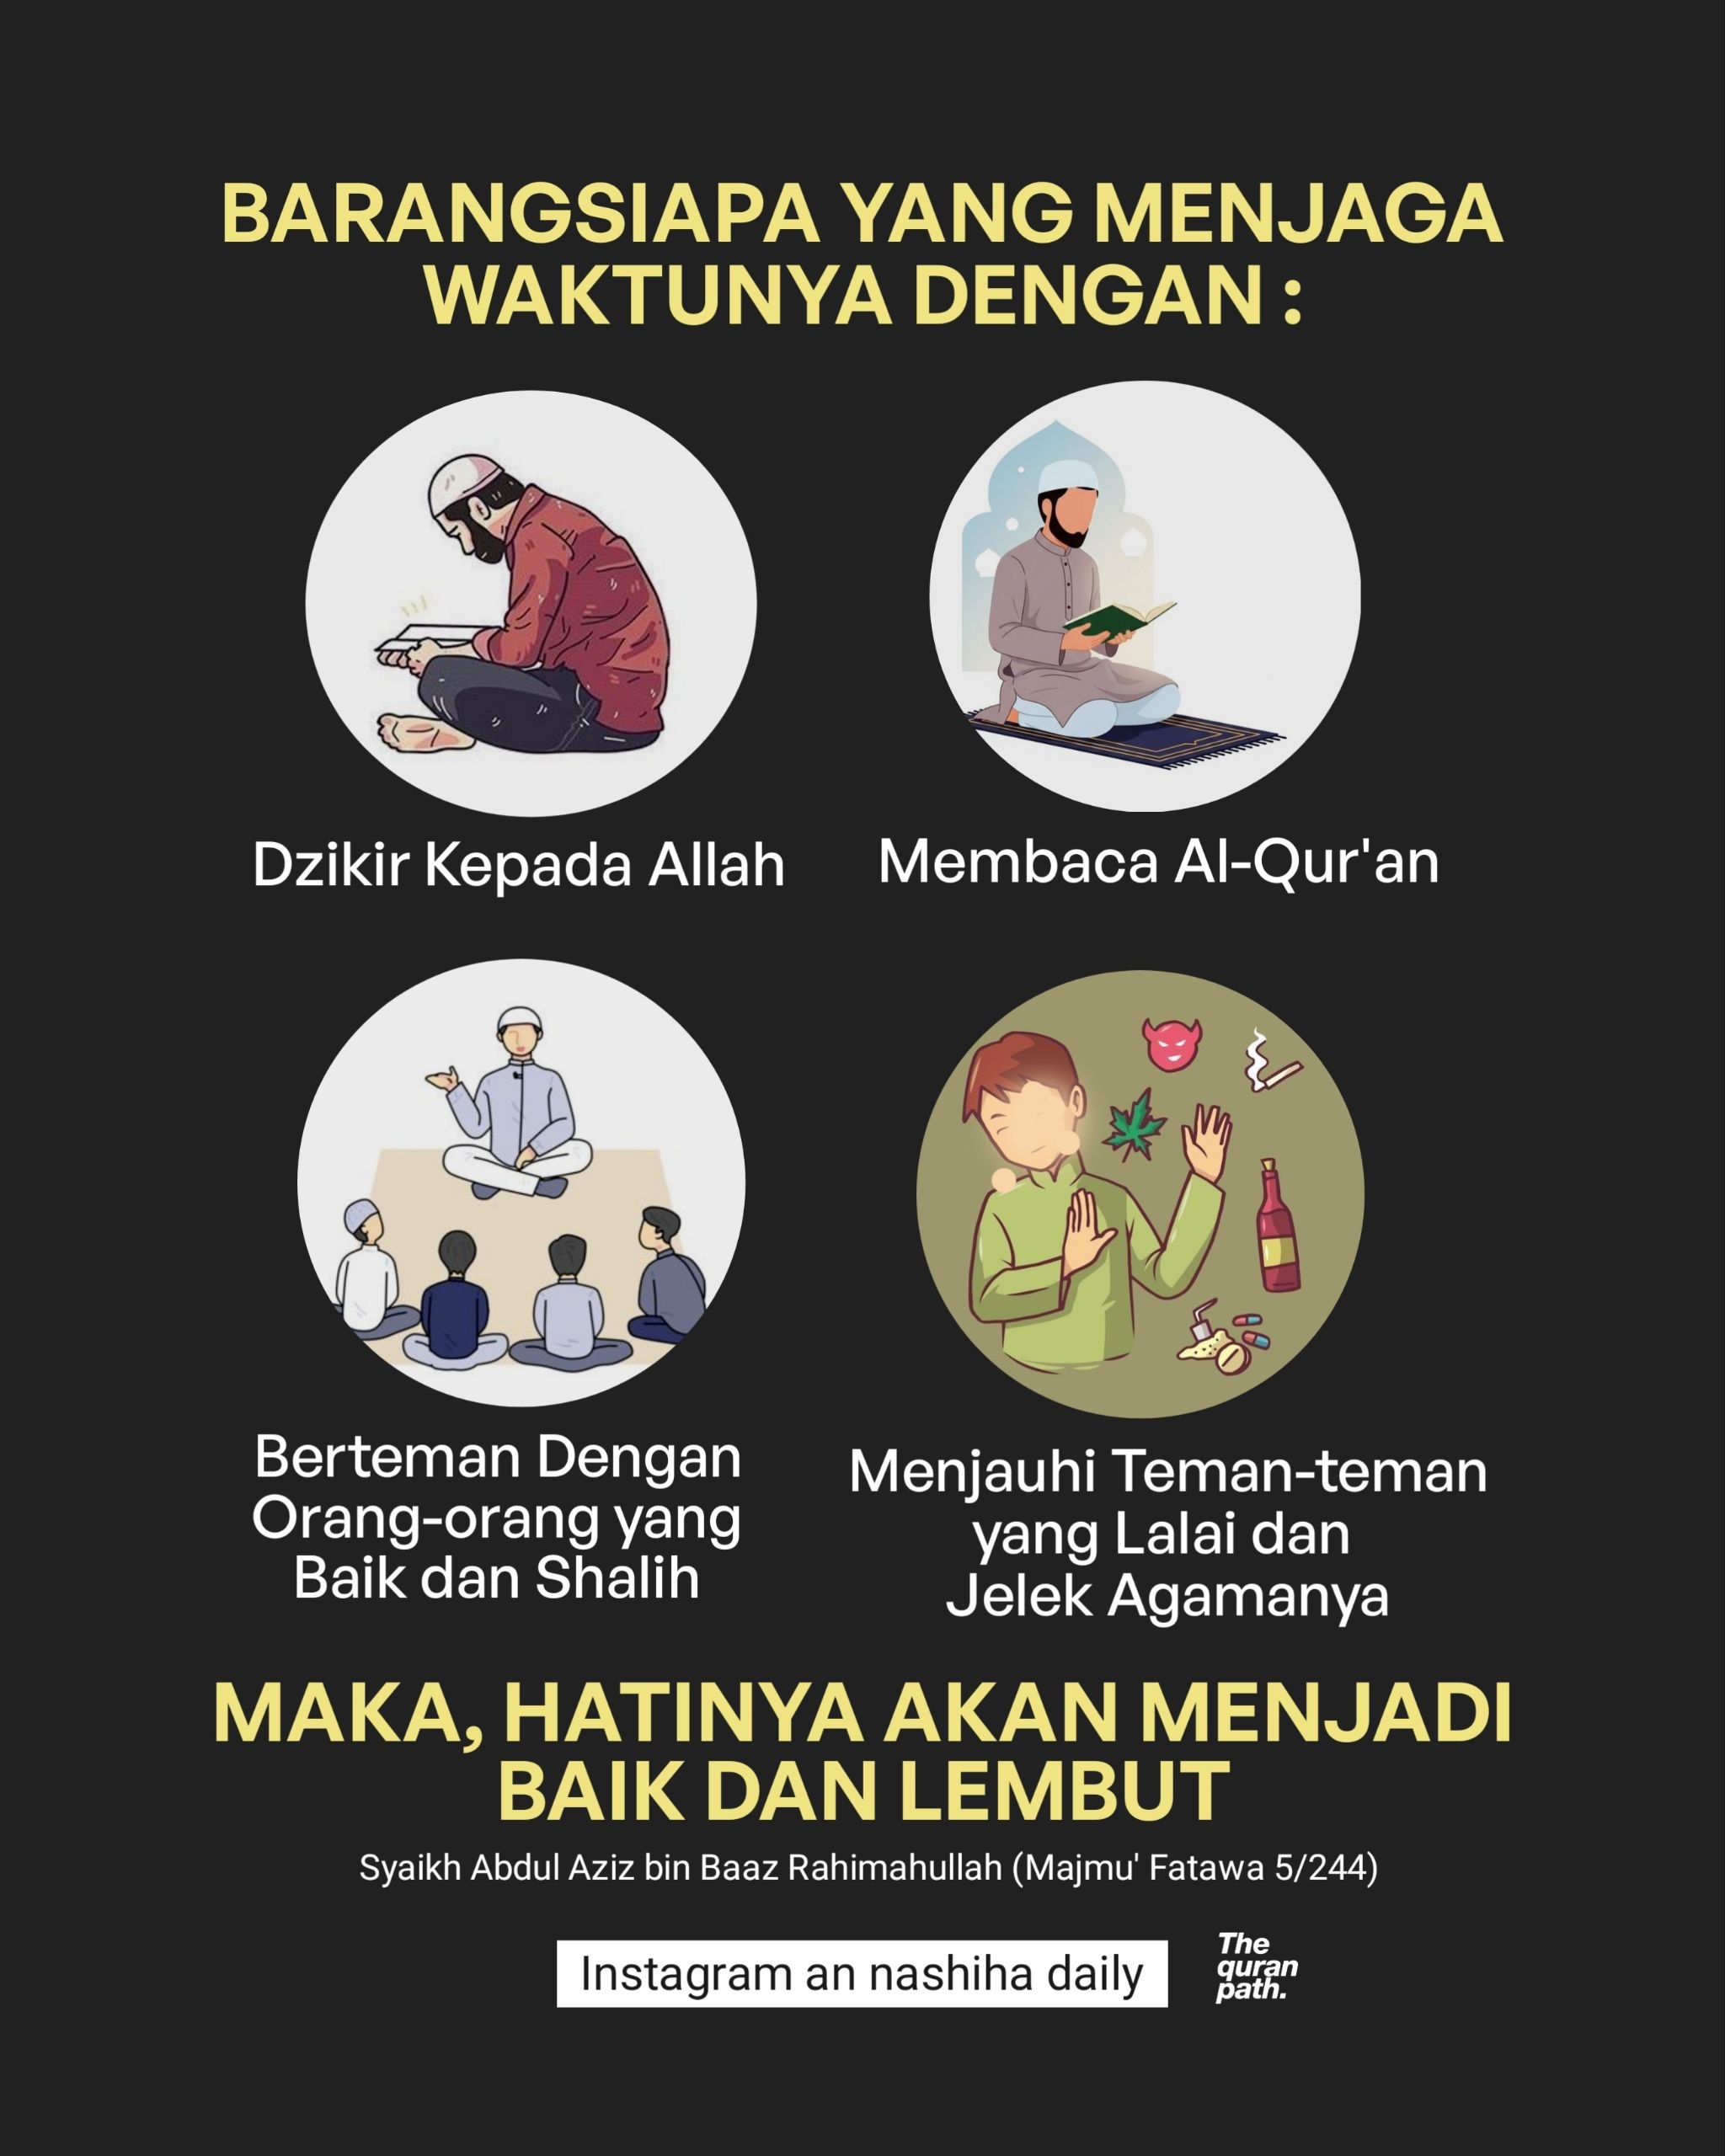 BARANGSIAPA YANG MENJAGA
WAKTUNYA DENGAN :
Dzikir Kepada Allah
Membaca Al-Qur'an
Berteman Dengan
Orang-orang yang
Baik dan Shalih
Menjauhi Teman-teman
yang Lalai dan
Jelek Agamanya
MAKA, HATINYA AKAN MENJADI
BAIK DAN LEMBUT
Syaikh Abdul Aziz bin Baaz Rahimahullah (Majmu' Fatawa 5/244)
Instagram an nashiha daily
The
quran
path.